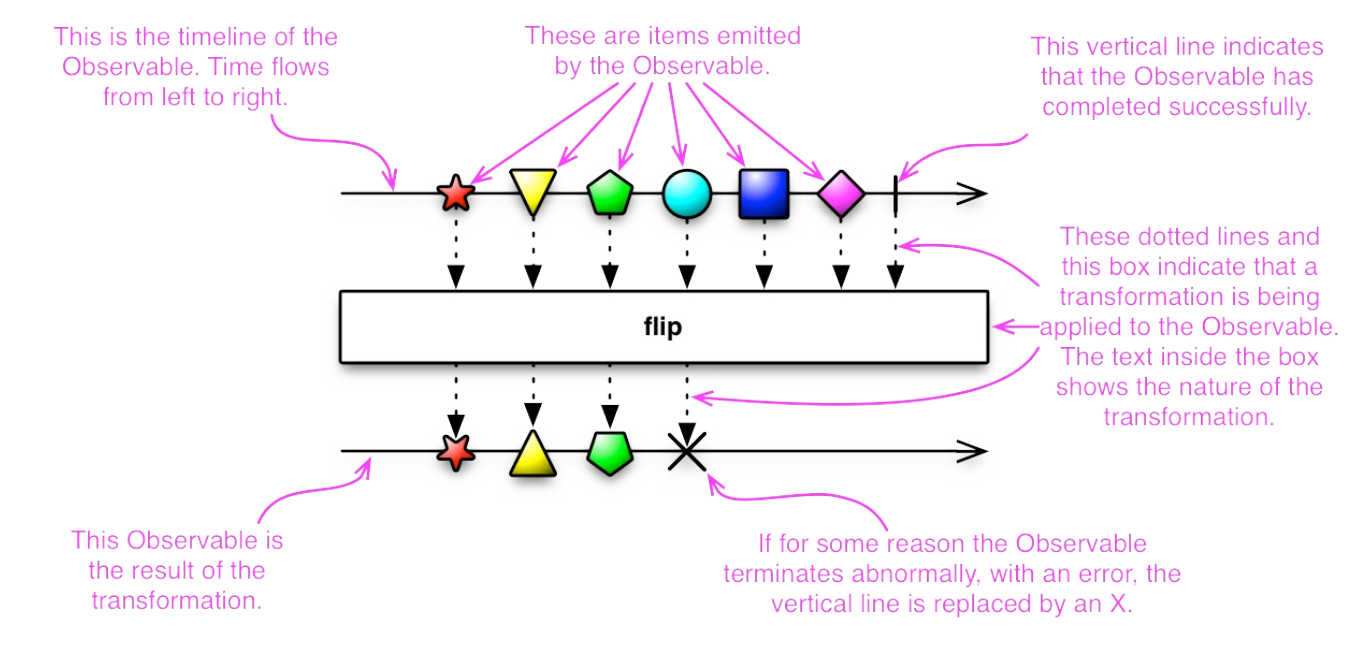 This is the timeline of the
Observable. Time flows
from left to right.
These are items emitted
by the Observable.
This vertical line indicates
that the Observable has
completed successfully.
These dotted lines and
this box indicate that a
transformation is being
applied to the Observable.
The text inside the box
shows the nature of the
transformation.
flip
This Observable is
the result of the
transformation.
If for some reason the Observable
terminates abnormally, with an error, the
vertical line is replaced by an X.